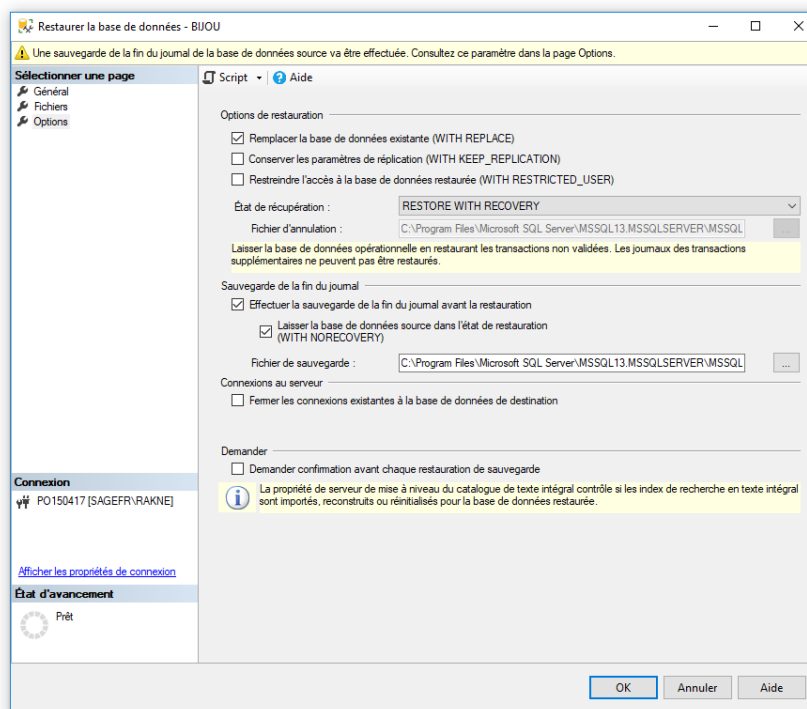 Restaurer la base de données - BIJOU
Une sauvegarde de la fin du journal de la base de données source va être effectuée. Consultez ce paramètre dans la page Options.
Sélectionner une page
Général
Fichiers
Options
Script
Aide
Options de restauration
Remplacer la base de données existante (WITH REPLACE)
Conserver les paramètres de réplication (WITH KEEP_REPLICATION)
Restreindre l'accès à la base de données restaurée (WITH RESTRICTED_USER)
État de récupération :
RESTORE WITH RECOVERY
Fichier d'annulation :
C:\Program Files\Microsoft SQL Server\MSSQL13.MSSQLSERVER\MSSQL
...
Laisser la base de données opérationnelle en restaurant les transactions non validées. Les journaux des transactions
supplémentaires ne peuvent pas être restaurés.
Sauvegarde de la fin du journal
Effectuer la sauvegarde de la fin du journal avant la restauration
Laisser la base de données source dans l'état de restauration
(WITH NORECOVERY)
Fichier de sauvegarde :
C:\Program Files\Microsoft SQL Server\MSSQL13.MSSQLSERVER\MSSQL
...
Connexions au serveur
Fermer les connexions existantes à la base de données de destination
Demander
Demander confirmation avant chaque restauration de sauvegarde
La propriété de serveur de mise à niveau du catalogue de texte intégral contrôle si les index de recherche en texte intégral
sont importés, reconstruits ou réinitialisés pour la base de données restaurée.
Connexion
PO150417 [SAGEFR\RAKNE]
Afficher les propriétés de connexion
État d'avancement
Prêt
OK
Annuler
Aide